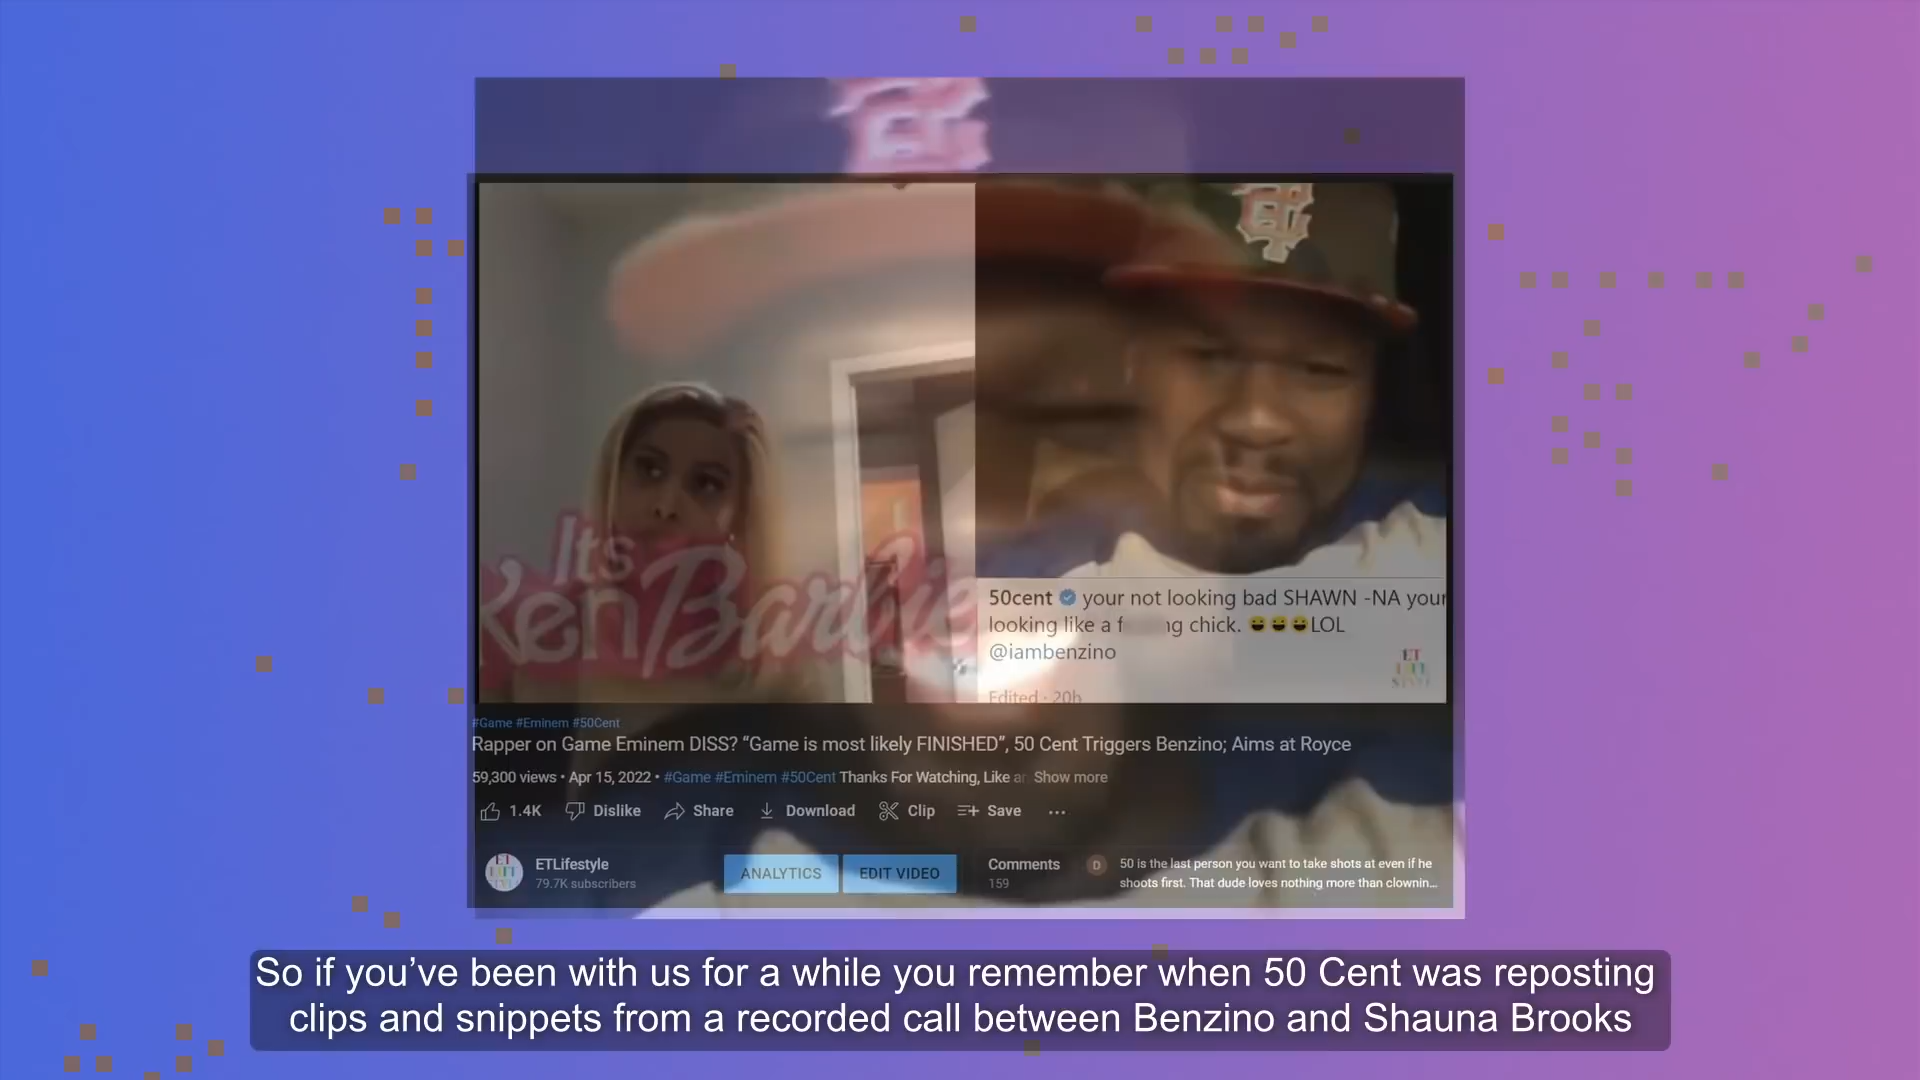 Its
Ken Barbie
50cent your not looking bad SHAWN -NA your
looking like a f ng chick. 😆😆😆LOL
@iambenzino
Edited · 20h
ET
LIFE
STYLE
#Game #Eminem #50Cent
Rapper on Game Eminem DISS? “Game is most likely FINISHED”, 50 Cent Triggers Benzino; Aims at Royce
59,300 views • Apr 15, 2022 • #Game #Eminem #50Cent Thanks For Watching, Like ar Show more
1.4K Dislike Share Download Clip Save ...
ETLifestyle
79.7K subscribers
ANALYTICS EDIT VIDEO
Comments
159
D
50 is the last person you want to take shots at even if he
shoots first. That dude loves nothing more than clownin...
So if you’ve been with us for a while you remember when 50 Cent was reposting
clips and snippets from a recorded call between Benzino and Shauna Brooks